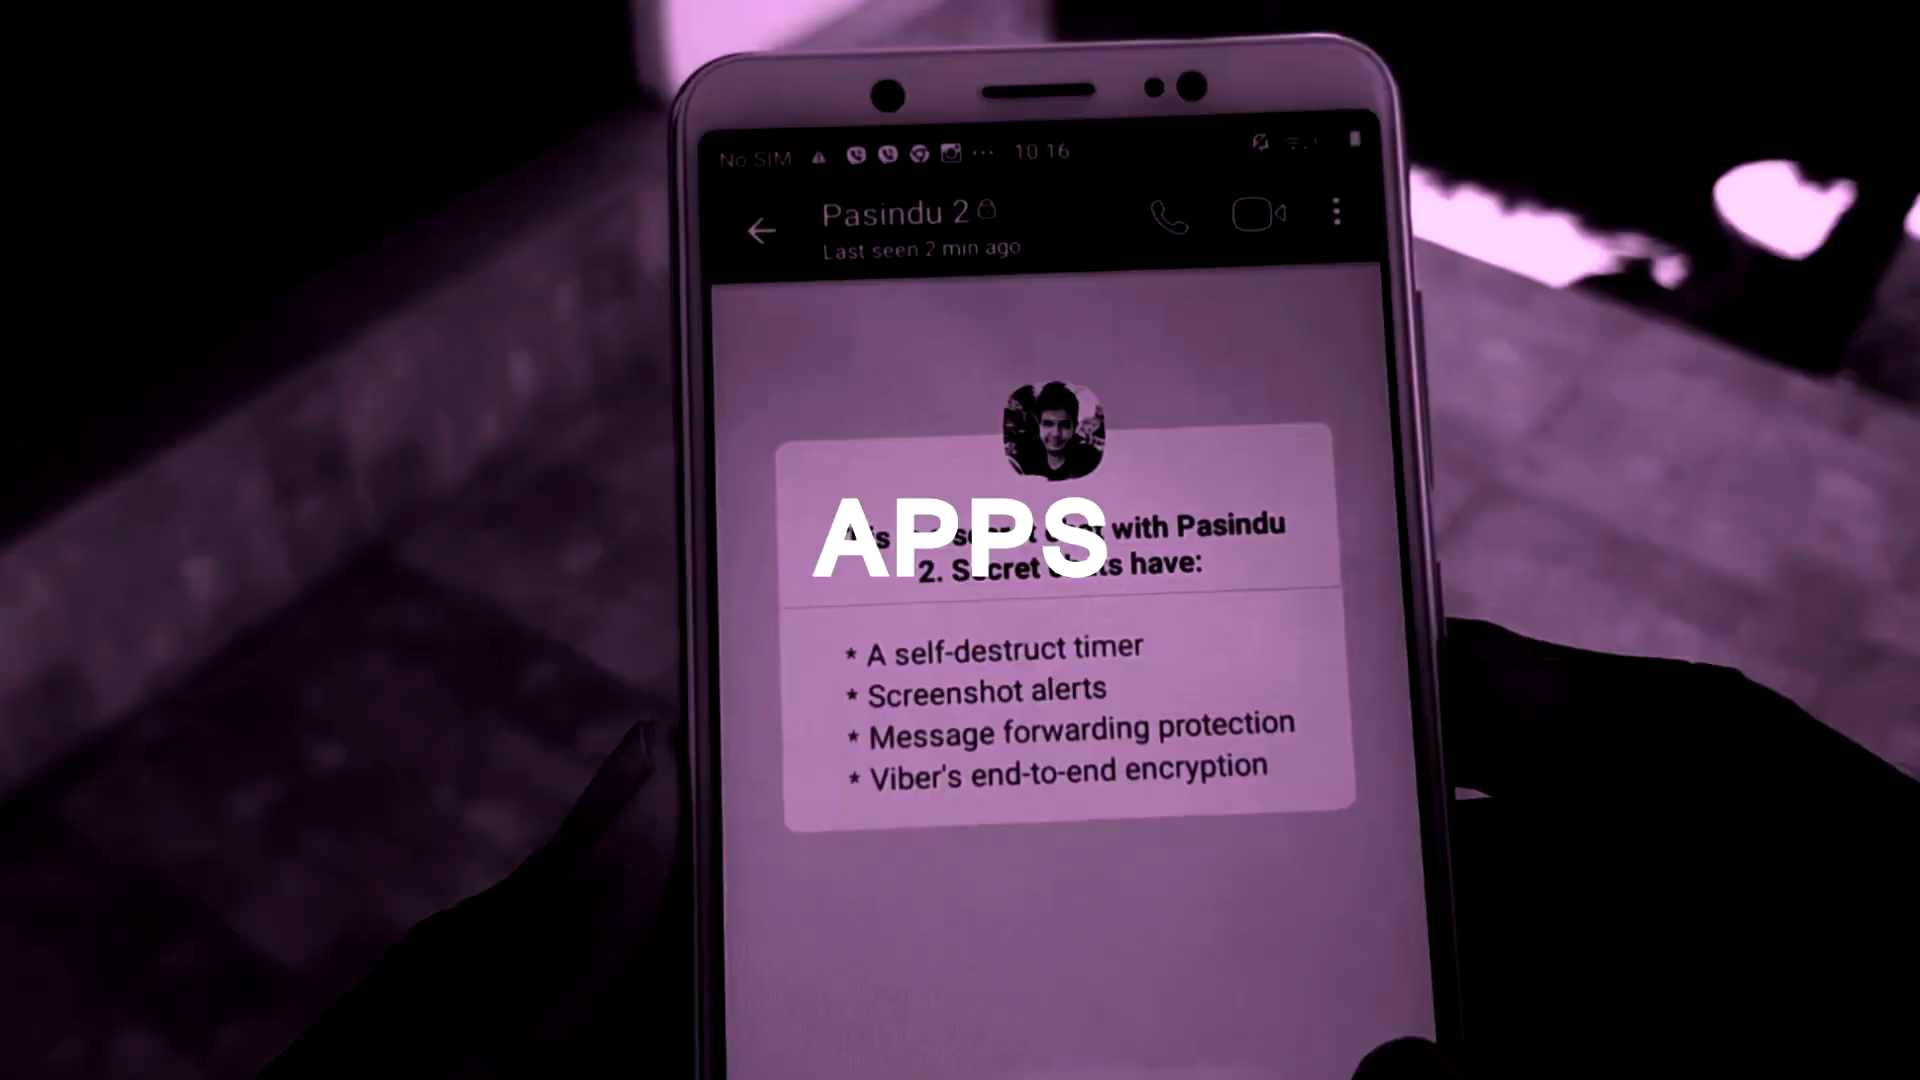 No SIM 10 16
Pasindu 2
Last seen 2 min ago
APPS
with Pasindu
2. Secret have:
* A self-destruct timer
* Screenshot alerts
* Message forwarding protection
* Viber's end-to-end encryption